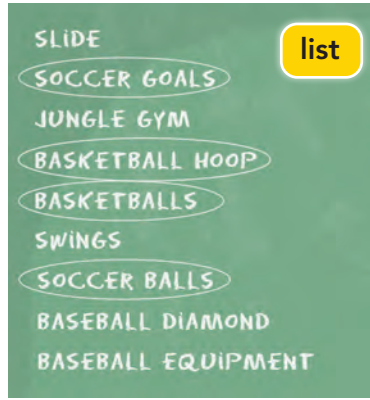 list
SLIDE
SOCCER GOALS
JUNGLE GYM
BASKETBALL HOOP
BASKETBALLS
SWINGS
SOCCER BALLS
BASEBALL DIAMOND
BASEBALL EQUIPMENT